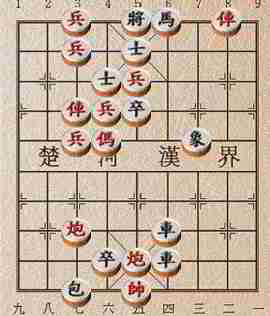 1 2 3 4 5 6 7 8 9
兵 將 馬 俥
兵 士
士 兵
俥 兵 卒
兵 傌 象
楚 河 漢 界
炮 車
卒 炮 車
包 帥
九 八 七 六 五 四 三 二 一